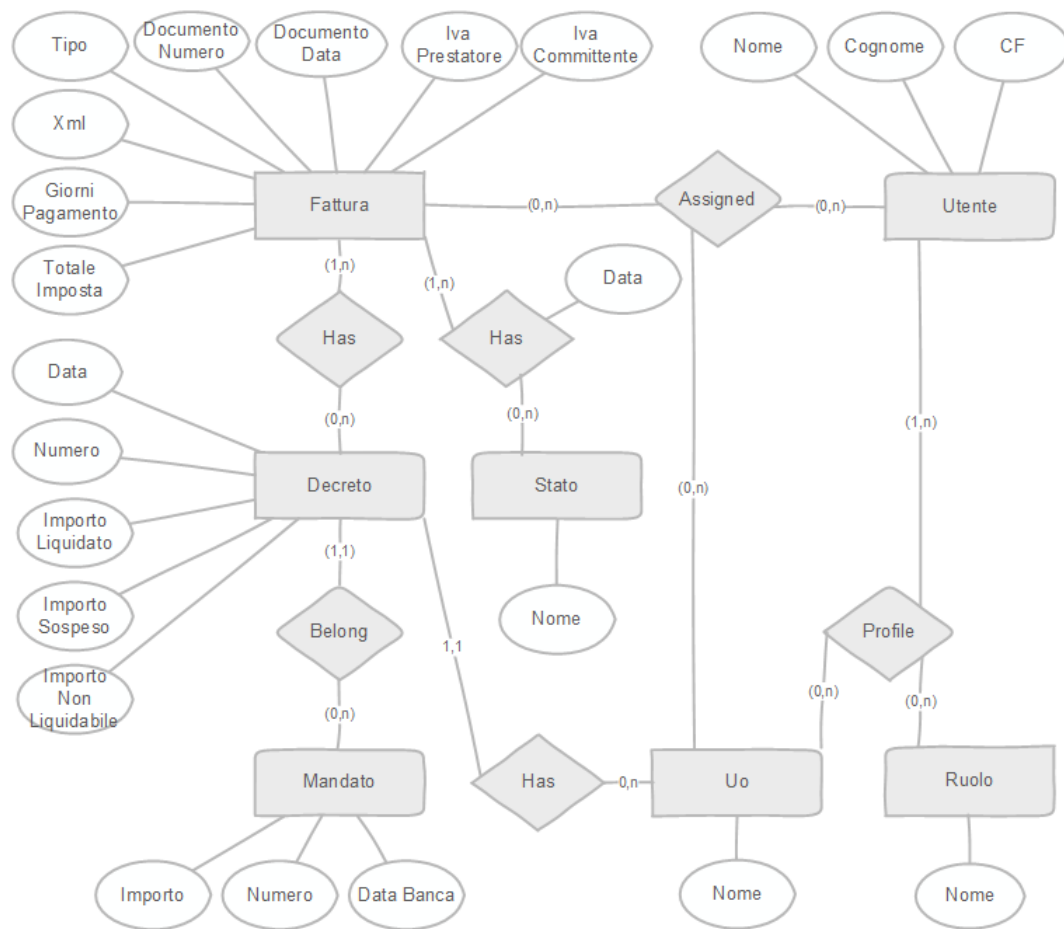 Tipo
Documento
Numero
Documento
Data
Iva
Prestatore
Iva
Committente
Nome
Cognome
CF
Xml
Giorni
Pagamento
Fattura
(0,n)
Assigned
(0,n)
Utente
Totale
Imposta
(1,n)
(1,n)
Data
Has
Has
Data
(0,n)
(0,n)
(1,n)
Numero
Decreto
Stato
(0,n)
Importo
Liquidato
(1,1)
Importo
Sospeso
Belong
Nome
Profile
1,1
Importo
Non
Liquidabile
(0,n)
(0,n)
(0,n)
Mandato
Has
0,n
Uo
Ruolo
Importo
Numero
Data Banca
Nome
Nome